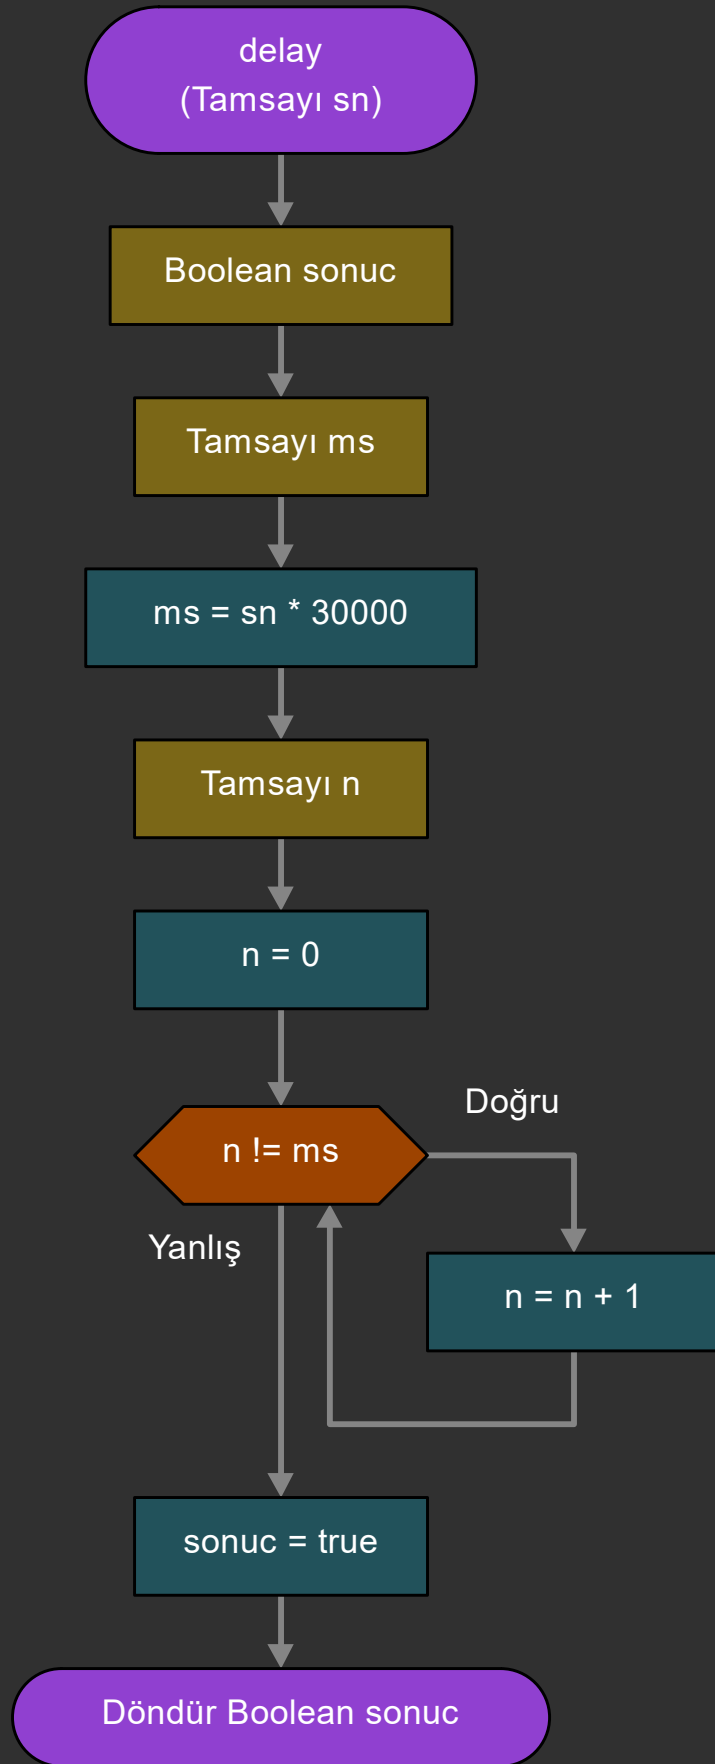 delay
(Tamsayı sn)
Boolean sonuc
Tamsayı ms
ms = sn * 30000
Tamsayı n
n = 0
n != ms
Doğru
Yanlış
n = n + 1
sonuc = true
Döndür Boolean sonuc